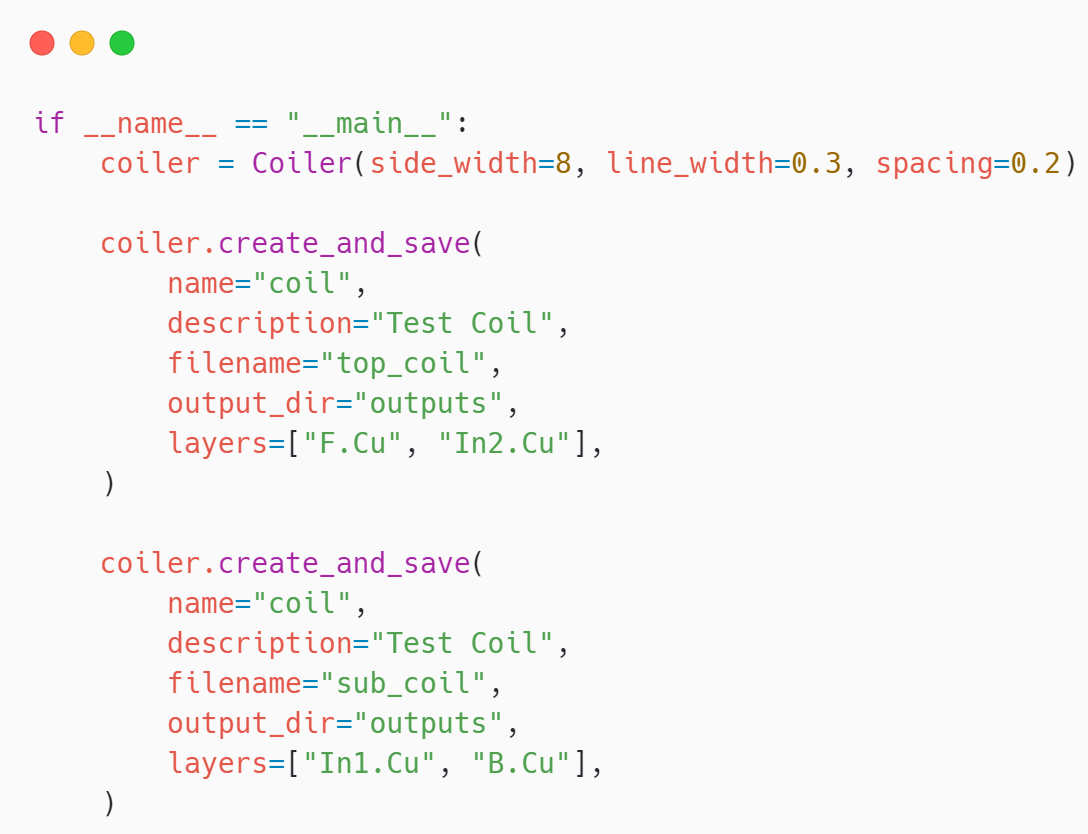 if __name__ == "__main__":
    coiler = Coiler(side_width=8, line_width=0.3, spacing=0.2)

    coiler.create_and_save(
        name="coil",
        description="Test Coil",
        filename="top_coil",
        output_dir="outputs",
        layers=["F.Cu", "In2.Cu"],
    )

    coiler.create_and_save(
        name="coil",
        description="Test Coil",
        filename="sub_coil",
        output_dir="outputs",
        layers=["In1.Cu", "B.Cu"],
    )